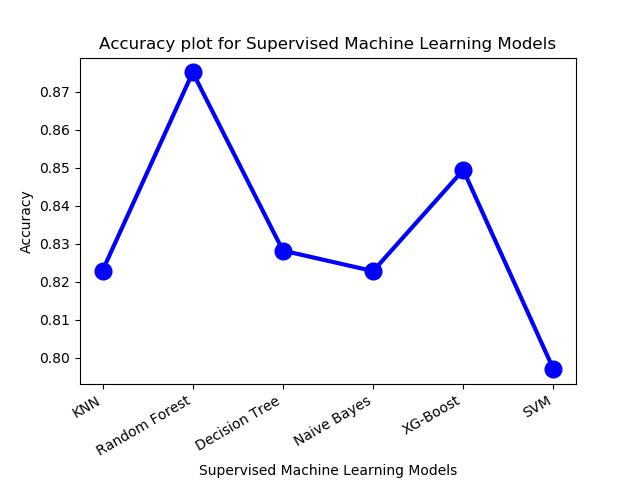 Accuracy plot for Supervised Machine Learning Models
0.87
0.86
0.85
0.84
0.83
0.82
0.81
0.80
Accuracy
KNN
Random Forest
Decision Tree
Naive Bayes
XG-Boost
SVM
Supervised Machine Learning Models